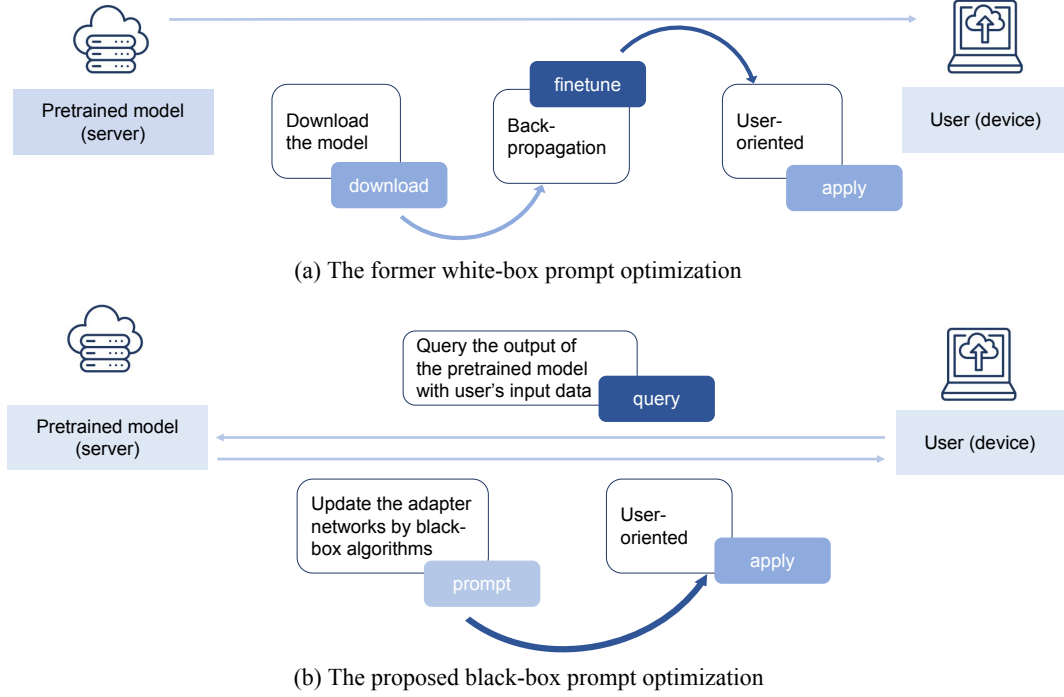 Pretrained model
(server)
Download
the model
download
finetune
Back-
propagation
User-
oriented
apply
User (device)
(a) The former white-box prompt optimization
Pretrained model
(server)
Query the output of
the pretrained model
with user's input data
query
User (device)
Update the adapter
networks by black-
box algorithms
prompt
User-
oriented
apply
(b) The proposed black-box prompt optimization